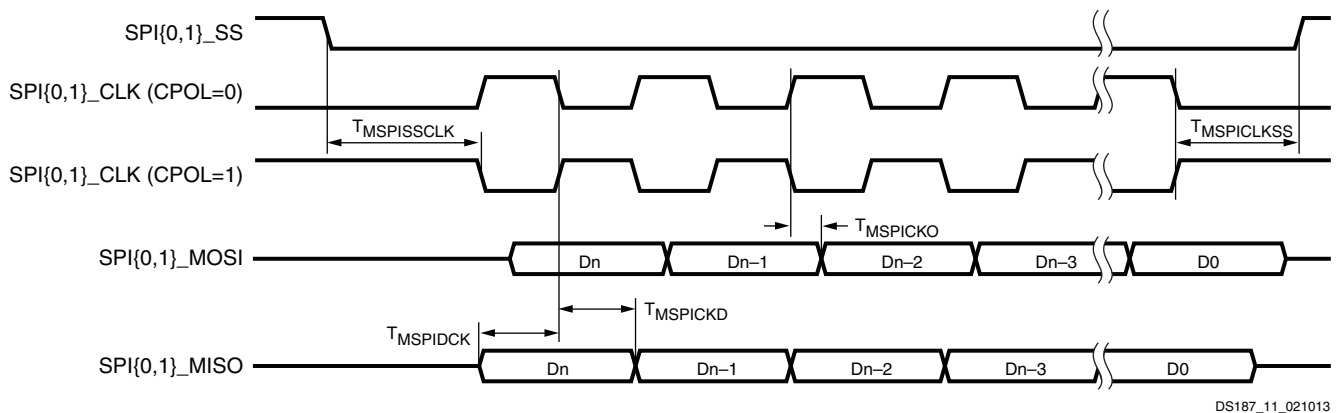 SPI{0,1}_SS
SPI{0,1}_CLK (CPOL=0)
TMSPISSCLK
TMSPICLKSS
SPI{0,1}_CLK (CPOL=1)
TMSPICKO
SPI{0,1}_MOSI
Dn Dn–1 Dn–2 Dn–3 D0
TMSPICKD
TMSPIDCK
SPI{0,1}_MISO
Dn Dn–1 Dn–2 Dn–3 D0
DS187_11_021013